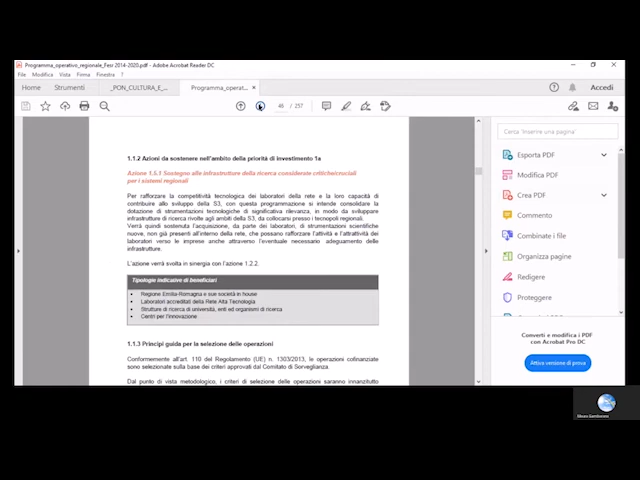 Programma_operativo_regionale_Fesr 2014-2020.pdf - Adobe Acrobat Reader DC
File Modifica Vista Firma Finestra ?
Home Strumenti _PON_CULTURA_E_... Programma_operat... × Accedi
48 / 257
1.1.2 Azioni da sostenere nell'ambito della priorità di investimento 1a
Azione 1.5.1 Sostegno alle infrastrutture della ricerca considerate critiche/cruciali
per i sistemi regionali
Per rafforzare la competitività tecnologica dei laboratori della rete e la loro capacità di
contribuire allo sviluppo della S3, con questa programmazione si intende consolidare la
dotazione di strumentazioni tecnologiche di significativa rilevanza, in modo da sviluppare
infrastrutture di ricerca rivolte agli ambiti della S3, da collocarsi presso i tecnopoli regionali.
Verrà quindi sostenuta l'acquisizione, da parte dei laboratori, di strumentazioni scientifiche
nuove, non già presenti all'interno della rete, che possano rafforzare l'attività e l'attrattività dei
laboratori verso le imprese anche attraverso l'eventuale necessario adeguamento delle
infrastrutture.
L'azione verrà svolta in sinergia con l'azione 1.2.2.
Tipologie indicative di beneficiari
• Regione Emilia-Romagna e sue società in house
• Laboratori accreditati della Rete Alta Tecnologia
• Strutture di ricerca di università, enti ed organismi di ricerca
• Centri per l'innovazione
1.1.3 Principi guida per la selezione delle operazioni
Conformemente all'art. 110 del Regolamento (UE) n. 1303/2013, le operazioni cofinanziate
sono selezionate sulla base dei criteri approvati dal Comitato di Sorveglianza.
Dal punto di vista metodologico, i criteri di selezione delle operazioni saranno innanzitutto
Cerca 'Inserire una pagina'
Esporta PDF
Modifica PDF
Crea PDF
Commento
Combinate i file
Organizza pagine
Redigere
Proteggere
Converti e modifica i PDF
con Acrobat Pro DC
Attiva versione di prova